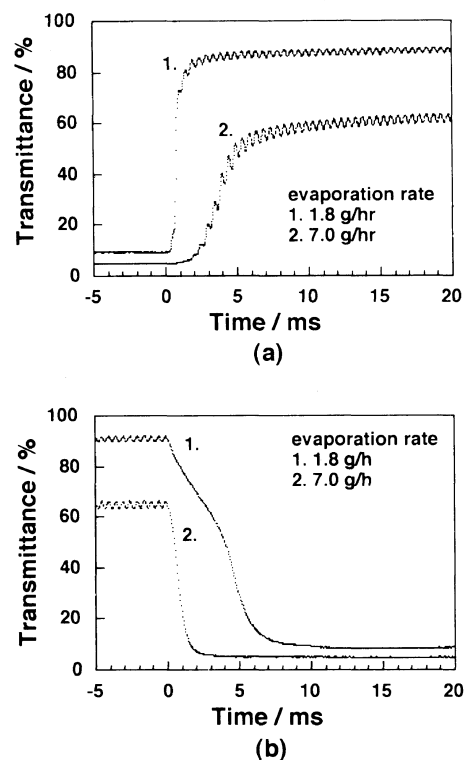 100
80
60
40
20
0
Transmittance / %
1.
2.
evaporation rate
1. 1.8 g/hr
2. 7.0 g/hr
-5 0 5 10 15 20
Time / ms
(a)
100
80
60
40
20
0
Transmittance / %
1.
2.
evaporation rate
1. 1.8 g/h
2. 7.0 g/h
-5 0 5 10 15 20
Time / ms
(b)